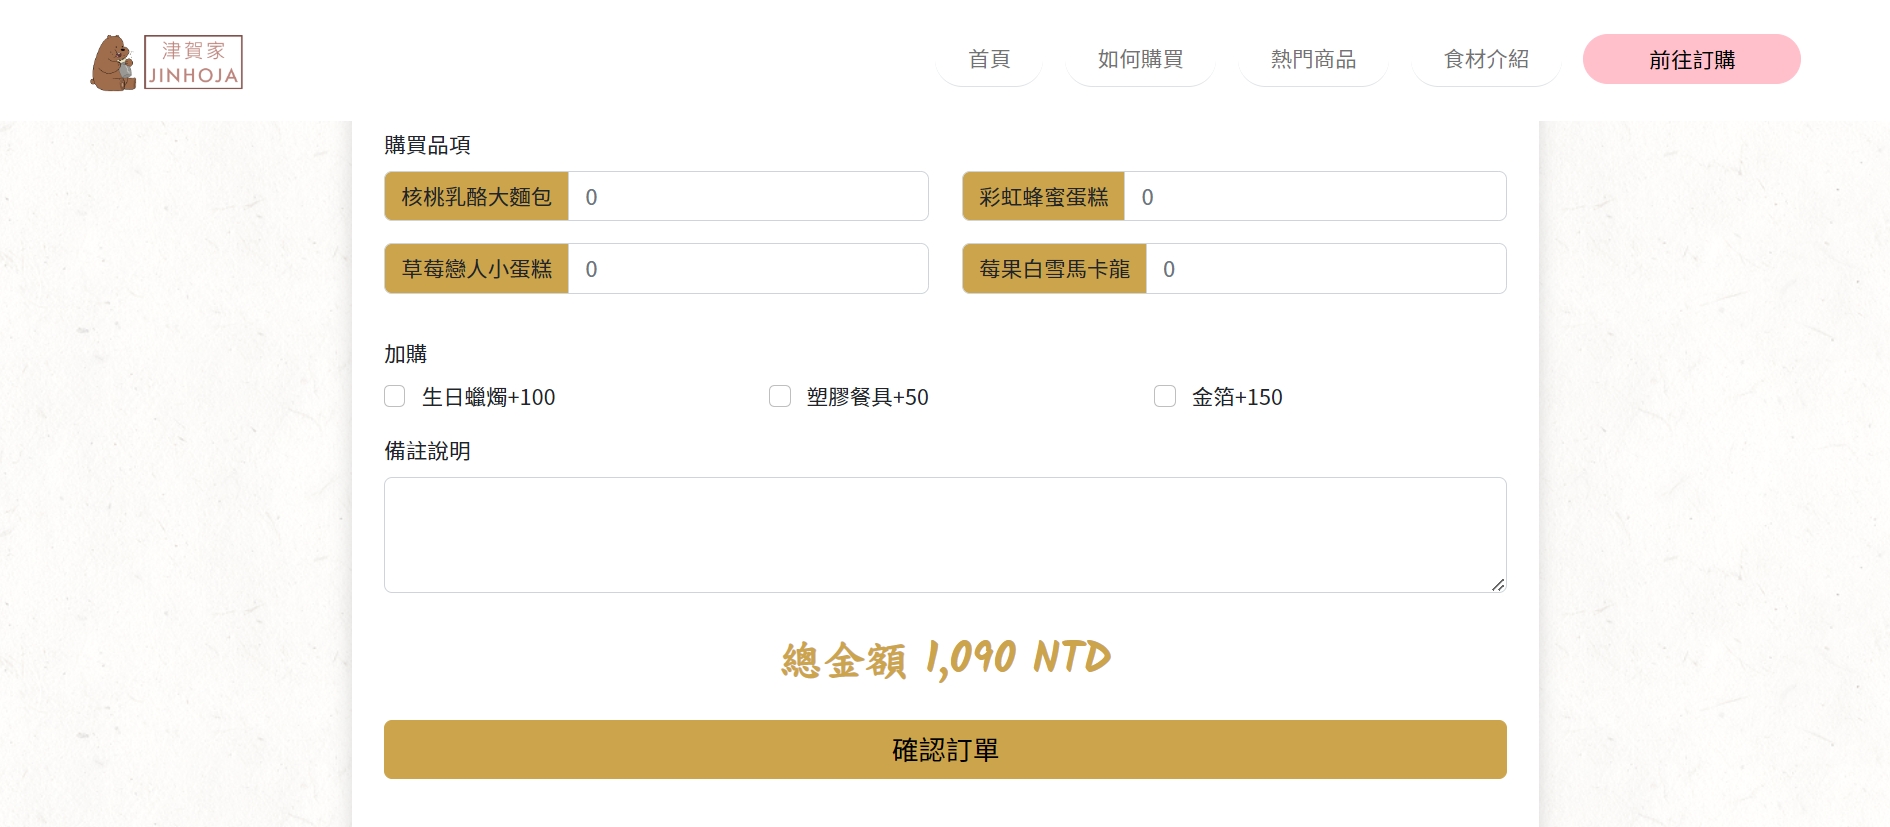 津賀家
JINHOJA
首頁 如何購買 熱門商品 食材介紹 前往訂購
購買品項
核桃乳酪大麵包 0 彩虹蜂蜜蛋糕 0
草莓戀人小蛋糕 0 莓果白雪馬卡龍 0
加購
生日蠟燭+100 塑膠餐具+50 金箔+150
備註說明
總金額 1,090 NTD
確認訂單